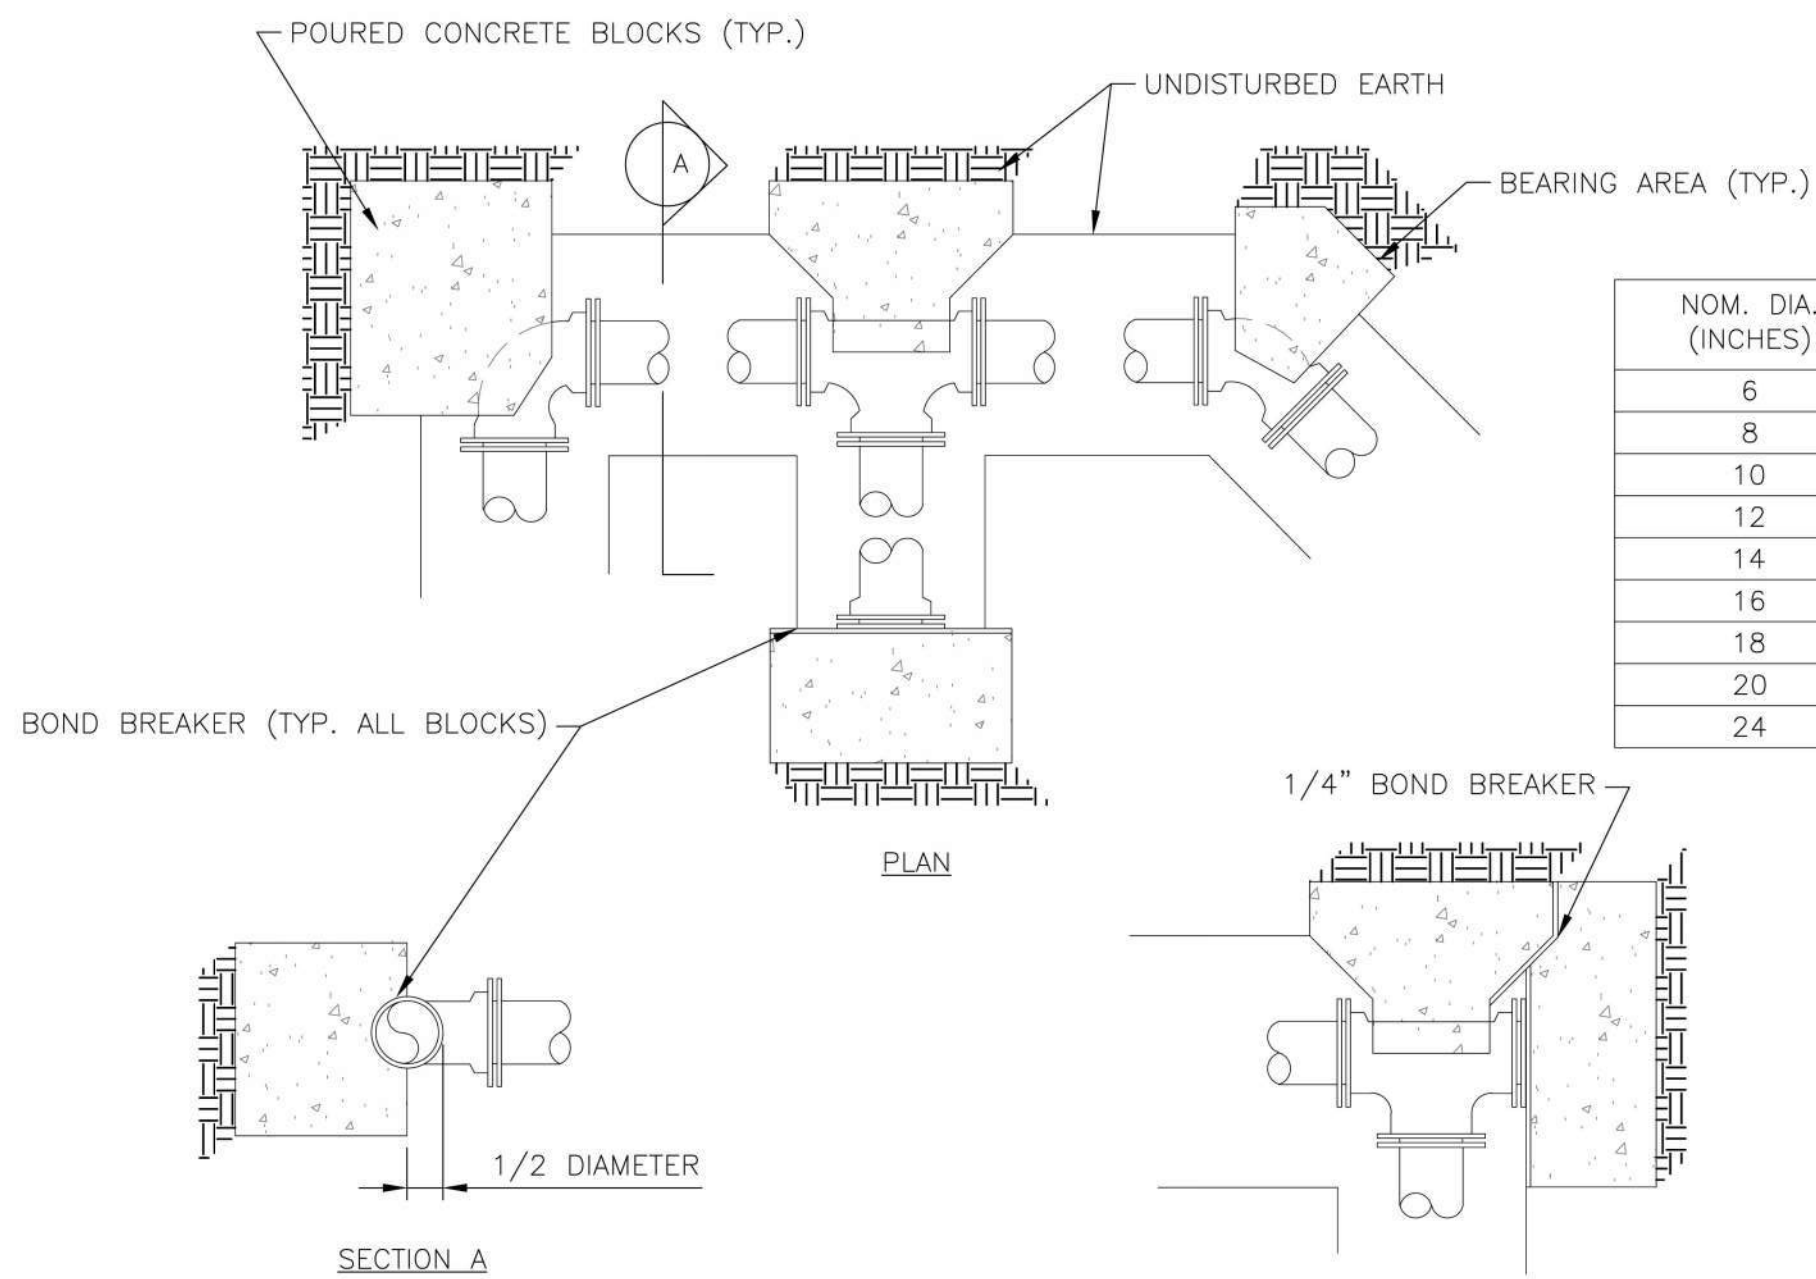 POURED CONCRETE BLOCKS (TYP.)
UNDISTURBED EARTH
A
BEARING AREA (TYP.)
NOM. DIA.
(INCHES)
6
8
10
12
14
16
18
20
24
BOND BREAKER (TYP. ALL BLOCKS)
1/4" BOND BREAKER
PLAN
1/2 DIAMETER
SECTION A